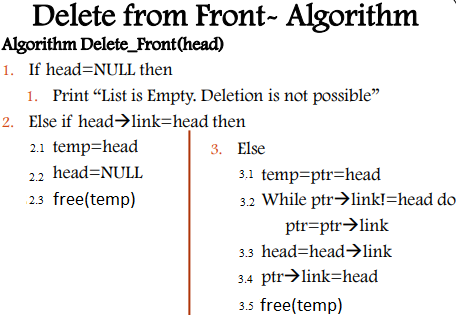 Delete from Front- Algorithm
Algorithm Delete_Front(head)
1. If head=NULL then
1. Print “List is Empty. Deletion is not possible”
2. Else if head→link=head then
2.1 temp=head
2.2 head=NULL
2.3 free(temp)
3. Else
3.1 temp=ptr=head
3.2 While ptr→link!=head do
ptr=ptr→link
3.3 head=head→link
3.4 ptr→link=head
3.5 free(temp)